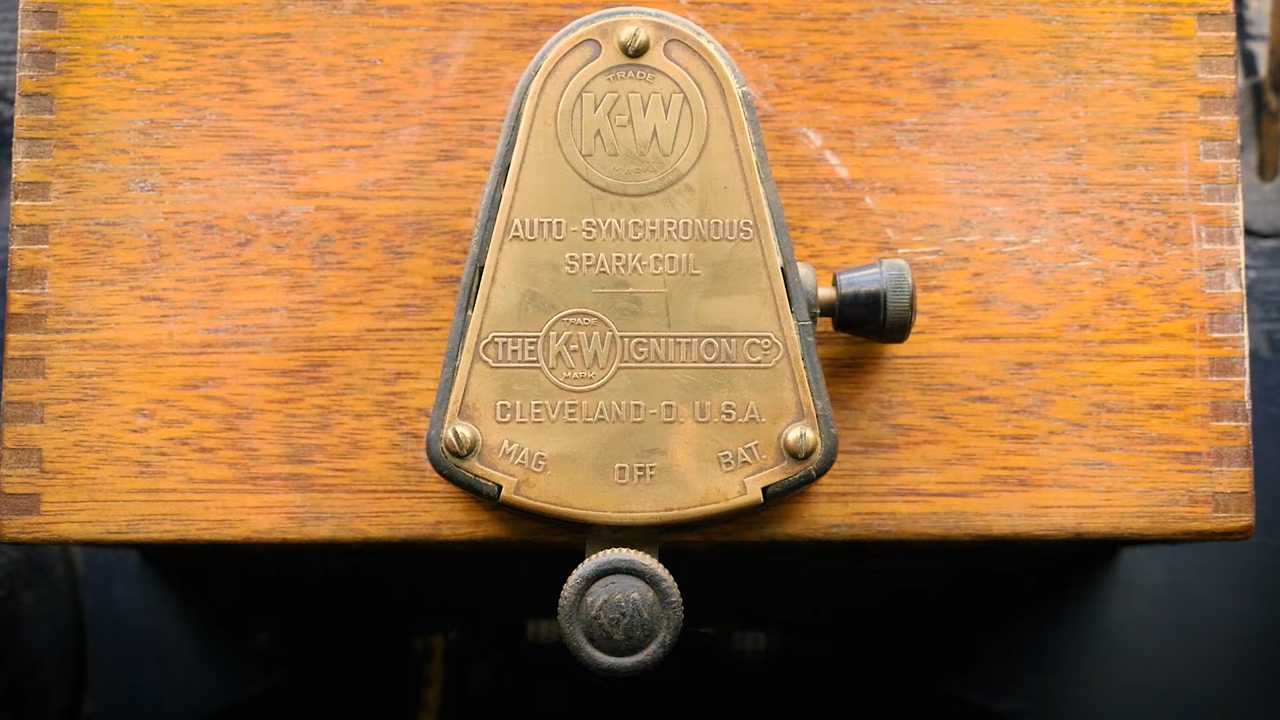 TRADE
K-W
MARK
AUTO-SYNCHRONOUS
SPARK-COIL
TRADE
THE K-W IGNITION Cº
MARK
CLEVELAND-O. U.S.A.
MAG. OFF BAT.